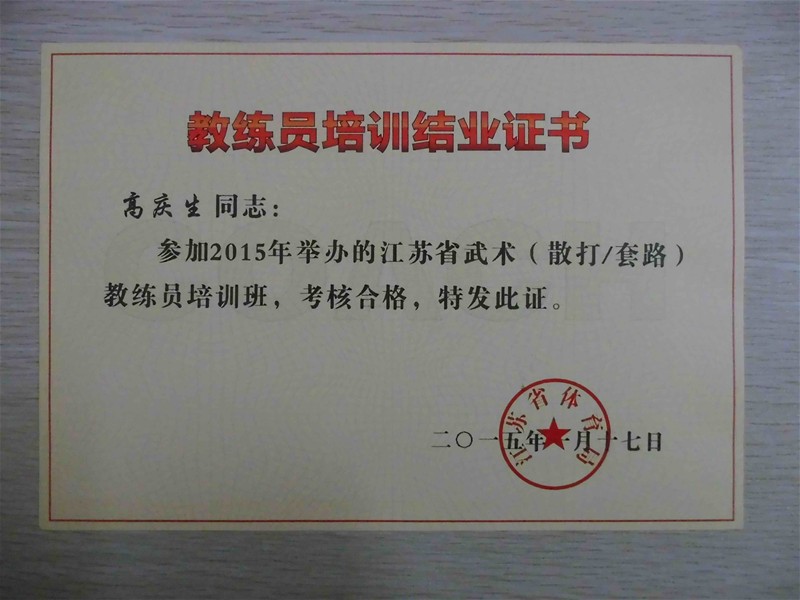 教练员培训结业证书
高庆生 同志：
参加2015年举办的江苏省武术（散打/套路）
教练员培训班，考核合格，特发此证。
江苏省体育局
二〇一五年一月十七日